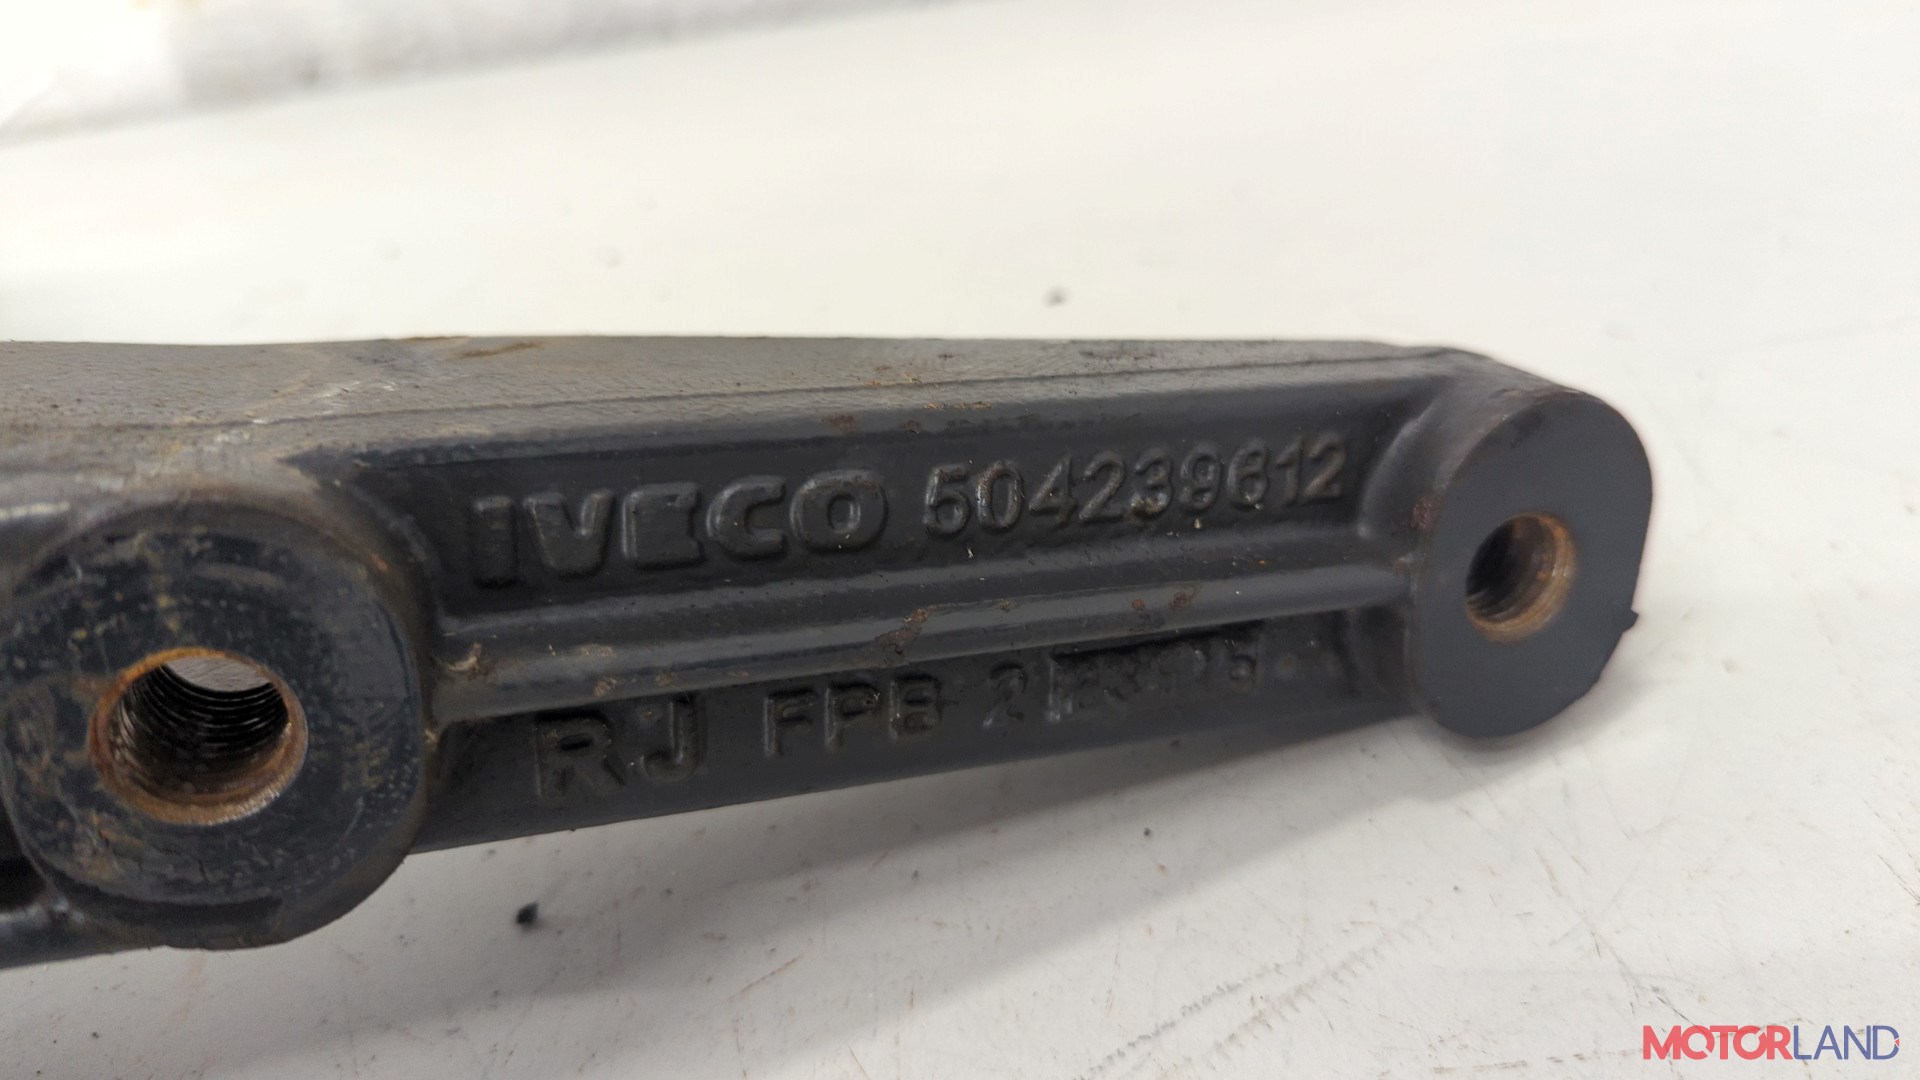 IVECO 504239612
RJ FPB 2
MOTORLAND